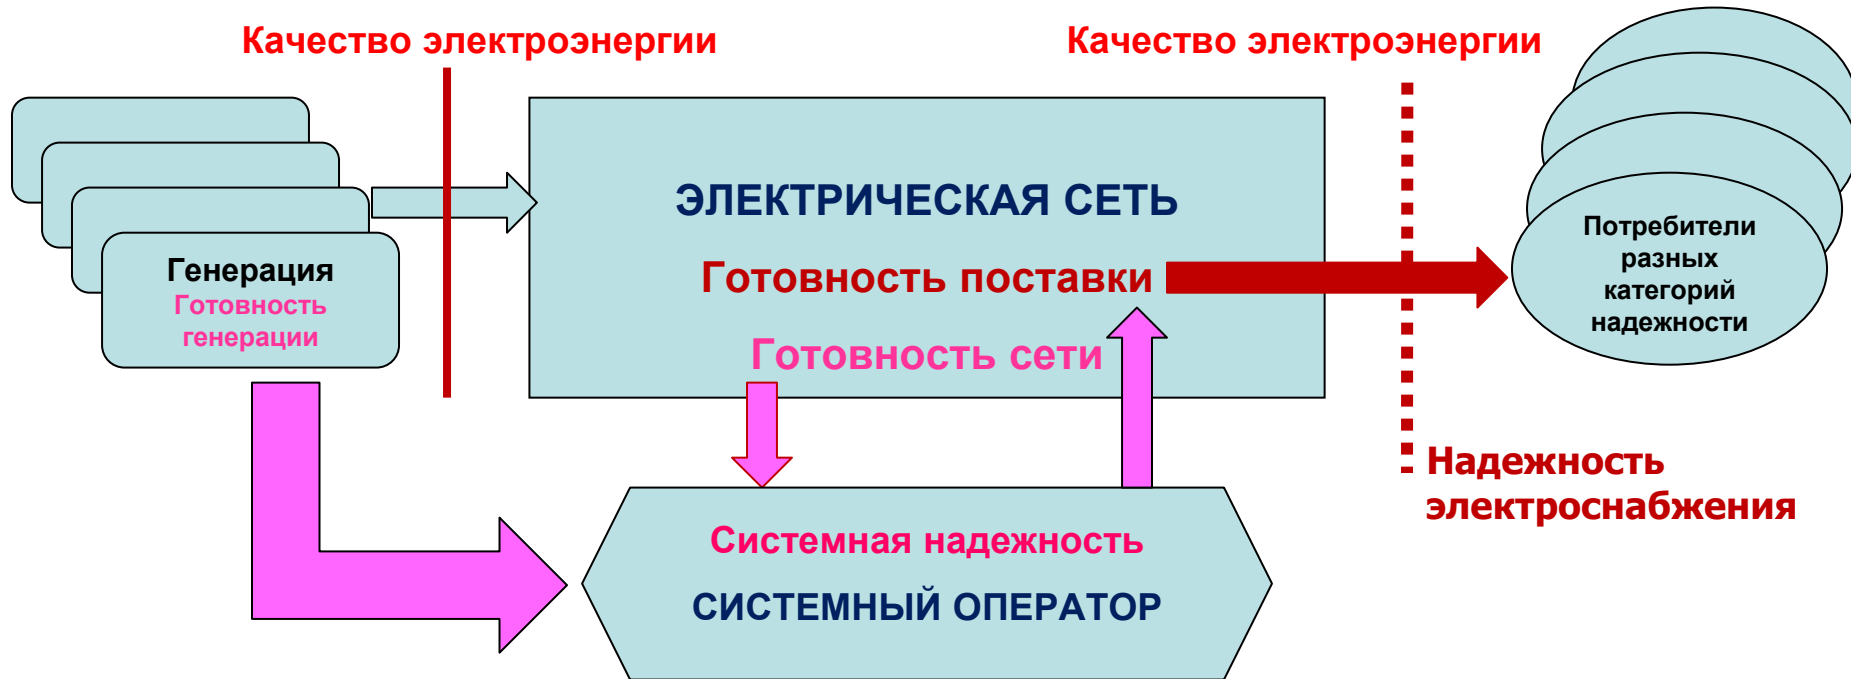 Качество электроэнергии
Качество электроэнергии
Генерация
Готовность
генерации
ЭЛЕКТРИЧЕСКАЯ СЕТЬ
Готовность поставки
Готовность сети
Потребители
разных
категорий
надежности
Надежность
электроснабжения
Системная надежность
СИСТЕМНЫЙ ОПЕРАТОР